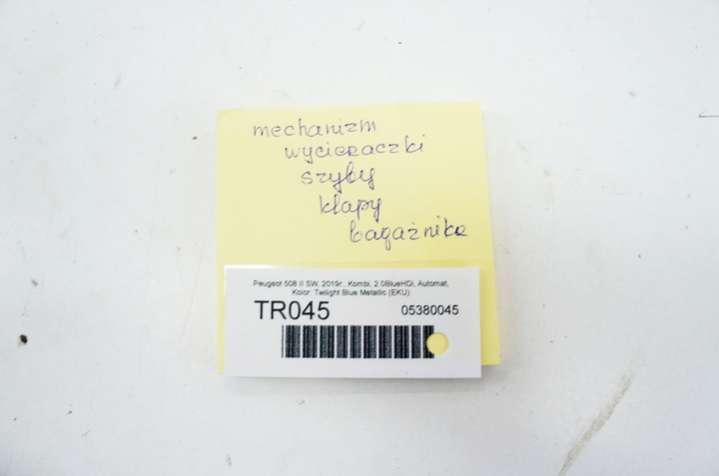 mechanizm
wycieraczki
szyby
klapy
bagażnika
Peugeot 508 II SW, 2019r., Kombi, 2.0BlueHDi, Automat,
Kolor: Twilight Blue Metallic (EKU)
TR045 05380045